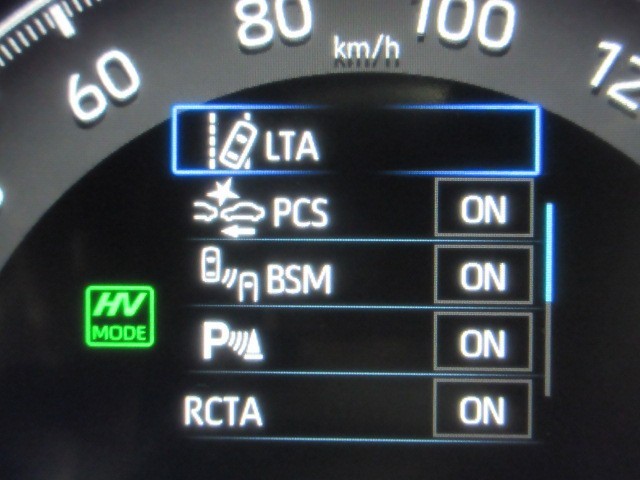 80
100
km/h
60
12
LTA
PCS ON
BSM ON
HV
MODE
P ON
RCTA ON